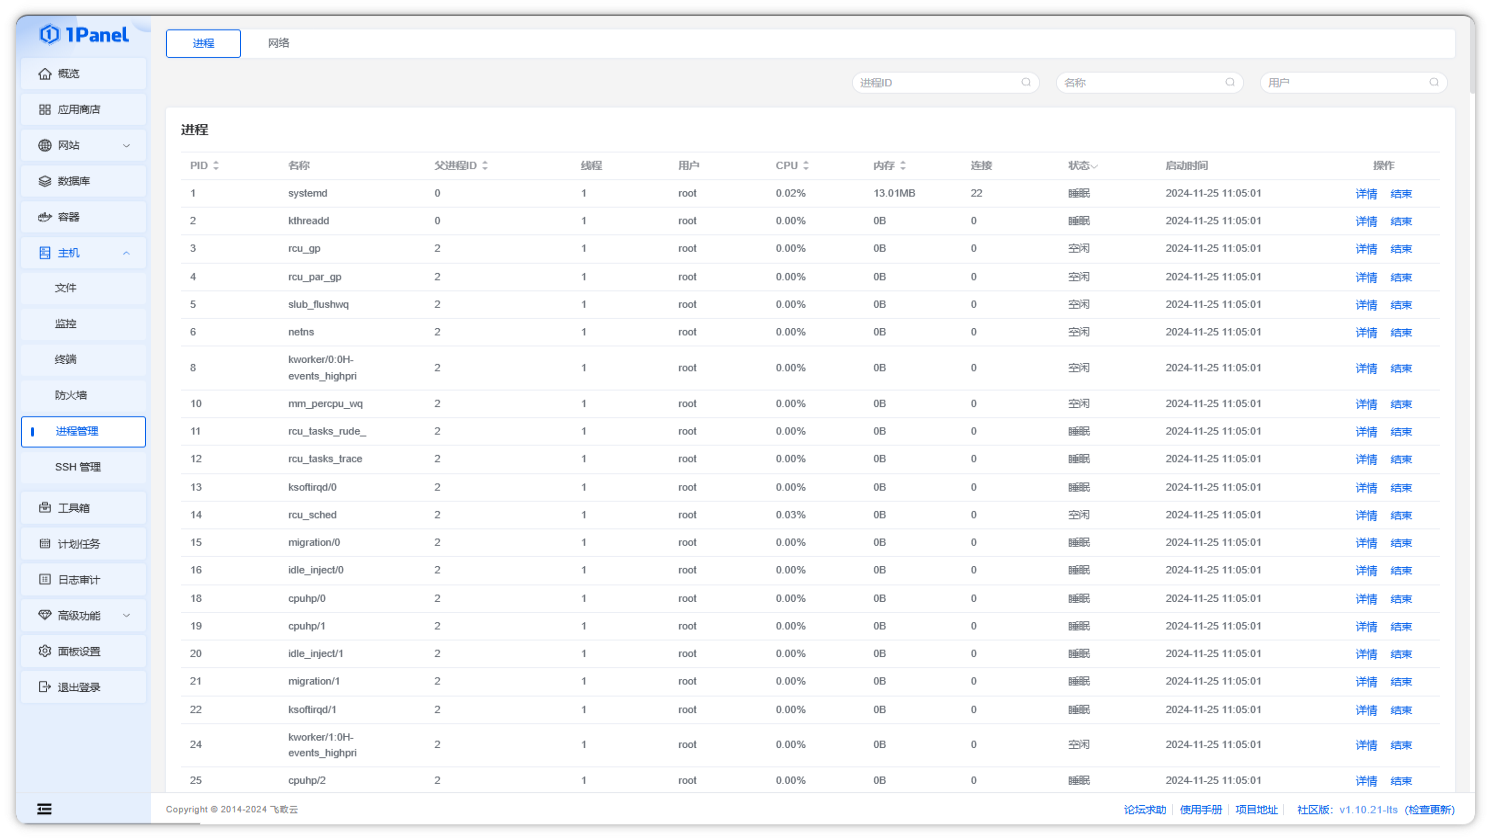 1Panel
概览
应用商店
网站
数据库
容器
主机
文件
监控
终端
防火墙
进程管理
SSH 管理
工具箱
计划任务
日志审计
高级功能
面板设置
退出登录
进程 网络
进程ID 名称 用户
进程
PID 名称 父进程ID 线程 用户 CPU 内存 连接 状态 启动时间 操作
1 systemd 0 1 root 0.02% 13.01MB 22 睡眠 2024-11-25 11:05:01 详情 结束
2 kthreadd 0 1 root 0.00% 0B 0 睡眠 2024-11-25 11:05:01 详情 结束
3 rcu_gp 2 1 root 0.00% 0B 0 空闲 2024-11-25 11:05:01 详情 结束
4 rcu_par_gp 2 1 root 0.00% 0B 0 空闲 2024-11-25 11:05:01 详情 结束
5 slub_flushwq 2 1 root 0.00% 0B 0 空闲 2024-11-25 11:05:01 详情 结束
6 netns 2 1 root 0.00% 0B 0 空闲 2024-11-25 11:05:01 详情 结束
8 kworker/0:0H-events_highpri 2 1 root 0.00% 0B 0 空闲 2024-11-25 11:05:01 详情 结束
10 mm_percpu_wq 2 1 root 0.00% 0B 0 空闲 2024-11-25 11:05:01 详情 结束
11 rcu_tasks_rude_ 2 1 root 0.00% 0B 0 睡眠 2024-11-25 11:05:01 详情 结束
12 rcu_tasks_trace 2 1 root 0.00% 0B 0 睡眠 2024-11-25 11:05:01 详情 结束
13 ksoftirqd/0 2 1 root 0.00% 0B 0 睡眠 2024-11-25 11:05:01 详情 结束
14 rcu_sched 2 1 root 0.03% 0B 0 空闲 2024-11-25 11:05:01 详情 结束
15 migration/0 2 1 root 0.00% 0B 0 睡眠 2024-11-25 11:05:01 详情 结束
16 idle_inject/0 2 1 root 0.00% 0B 0 睡眠 2024-11-25 11:05:01 详情 结束
18 cpuhp/0 2 1 root 0.00% 0B 0 睡眠 2024-11-25 11:05:01 详情 结束
19 cpuhp/1 2 1 root 0.00% 0B 0 睡眠 2024-11-25 11:05:01 详情 结束
20 idle_inject/1 2 1 root 0.00% 0B 0 睡眠 2024-11-25 11:05:01 详情 结束
21 migration/1 2 1 root 0.00% 0B 0 睡眠 2024-11-25 11:05:01 详情 结束
22 ksoftirqd/1 2 1 root 0.00% 0B 0 睡眠 2024-11-25 11:05:01 详情 结束
24 kworker/1:0H-events_highpri 2 1 root 0.00% 0B 0 空闲 2024-11-25 11:05:01 详情 结束
25 cpuhp/2 2 1 root 0.00% 0B 0 睡眠 2024-11-25 11:05:01 详情 结束
Copyright © 2014-2024 飞致云 论坛求助 使用手册 项目地址 社区版: v1.10.21-lts (检查更新)